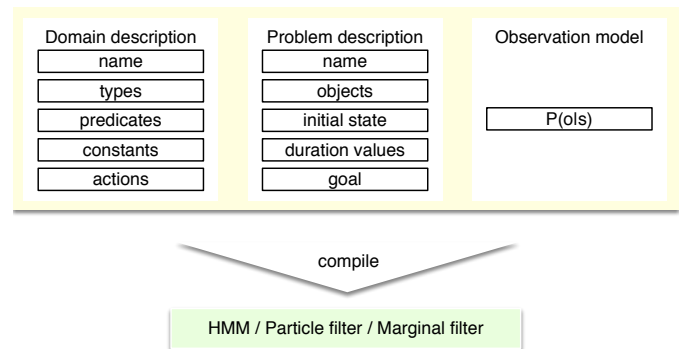 Domain description
name
types
predicates
constants
actions
Problem description
name
objects
initial state
duration values
goal
Observation model
P(o|s)
compile
HMM / Particle filter / Marginal filter